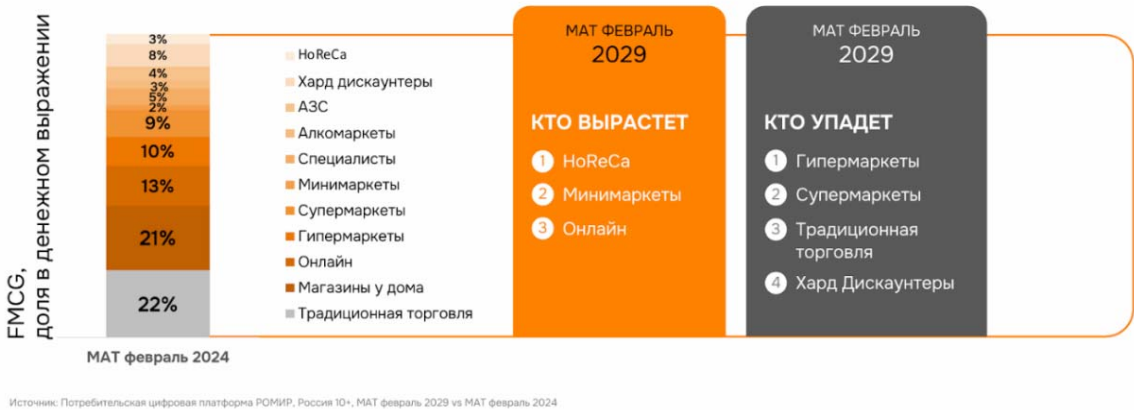 FMCG,
доля в денежном выражении
3%
8%
4%
3%
5%
2%
9%
10%
13%
21%
22%
МАТ февраль 2024
HoReCa
Хард дискаунтеры
АЗС
Алкомаркеты
Специалисты
Минимаркеты
Супермаркеты
Гипермаркеты
Онлайн
Магазины у дома
Традиционная торговля
МАТ ФЕВРАЛЬ
2029
КТО ВЫРАСТЕТ
1 HoReCa
2 Минимаркеты
3 Онлайн
МАТ ФЕВРАЛЬ
2029
КТО УПАДЕТ
1 Гипермаркеты
2 Супермаркеты
3 Традиционная
торговля
4 Хард Дискаунтеры
Источник: Потребительская цифровая платформа РОМИР, Россия 10+, МАТ февраль 2029 vs МАТ февраль 2024